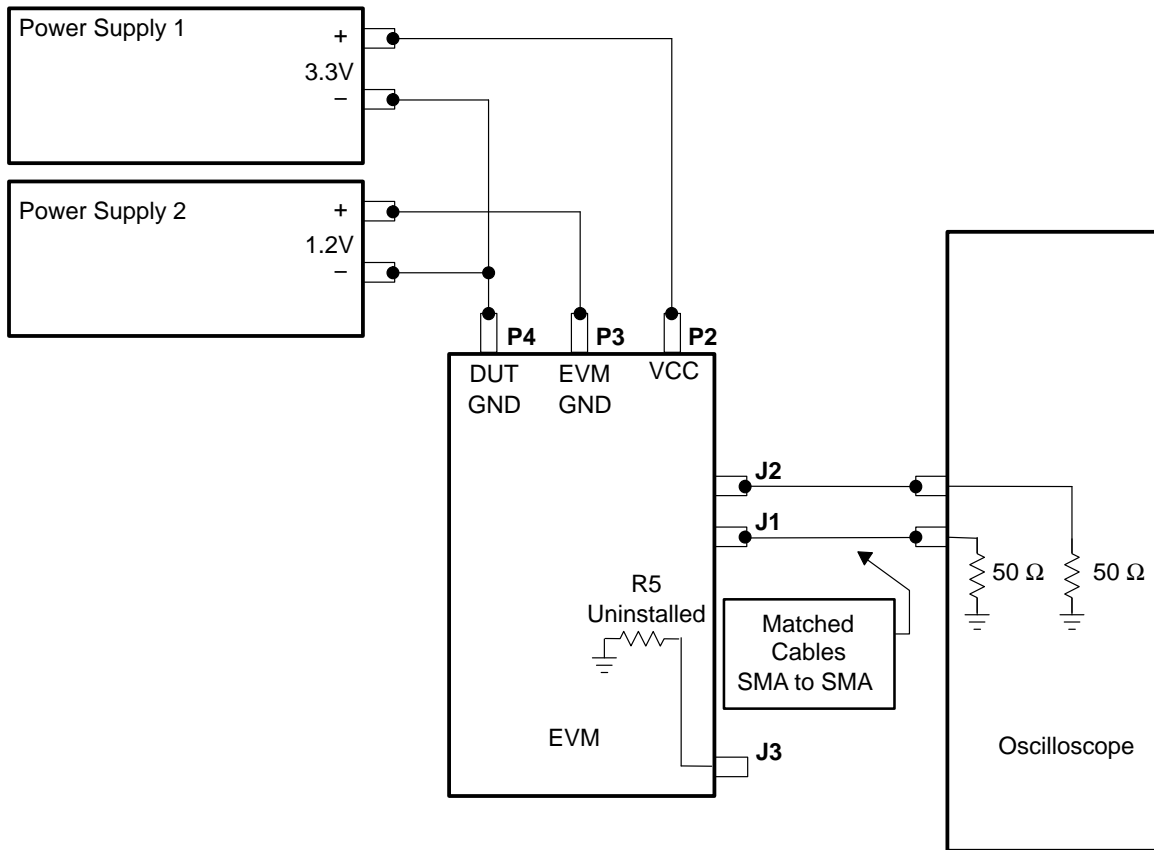 Power Supply 1
+
3.3V
–
Power Supply 2
+
1.2V
–
P4
P3
P2
DUT
GND
EVM
GND
VCC
J2
J1
50 Ω
50 Ω
R5
Uninstalled
Matched
Cables
SMA to SMA
EVM
J3
Oscilloscope